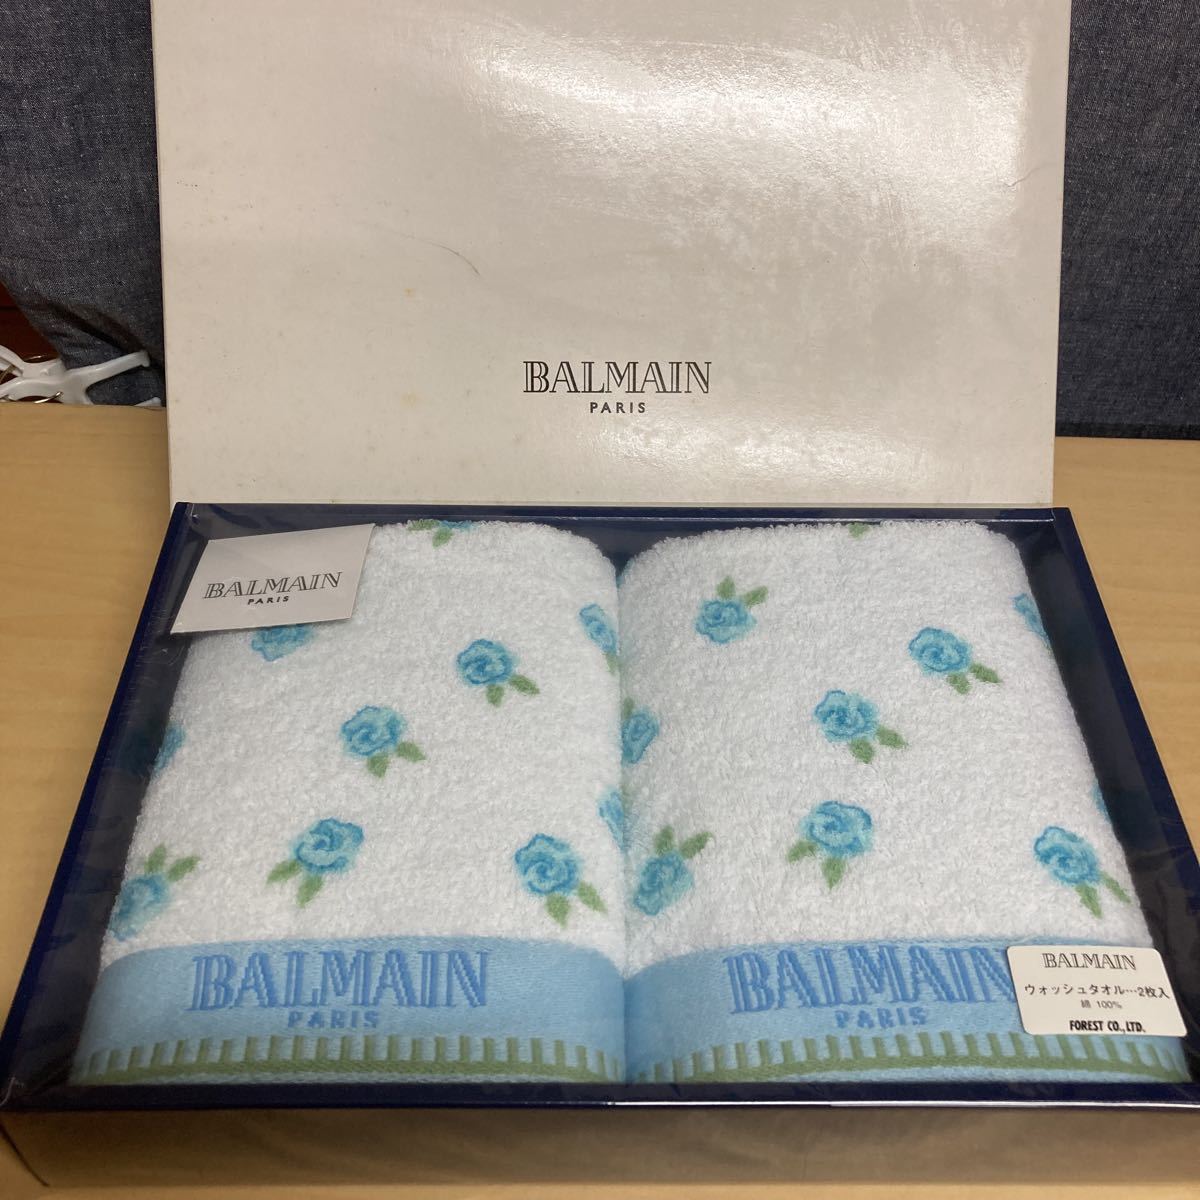 BALMAIN
PARIS
BALMAIN
PARIS
BALMAIN
PARIS
BALMAIN
PARIS
BALMAIN
ウォッシュタオル…2枚入
綿 100%
FOREST CO., LTD.